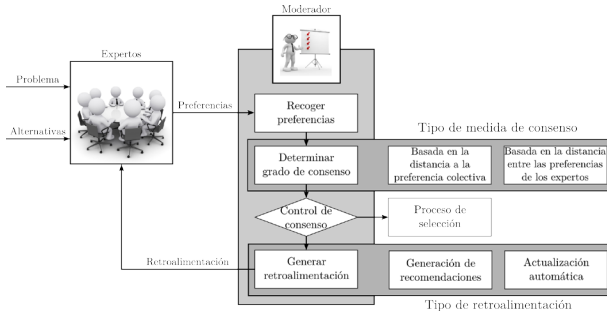 Moderador
Expertos
Problema
Alternativas
Preferencias
Recoger
preferencias
Tipo de medida de consenso
Determinar
grado de consenso
Basada en la
distancia a la
preferencia colectiva
Basada en la distancia
entre las preferencias
de los expertos
Control de
consenso
Proceso de
selección
Retroalimentación
Generar
retroalimentación
Generación de
recomendaciones
Actualización
automática
Tipo de retroalimentación